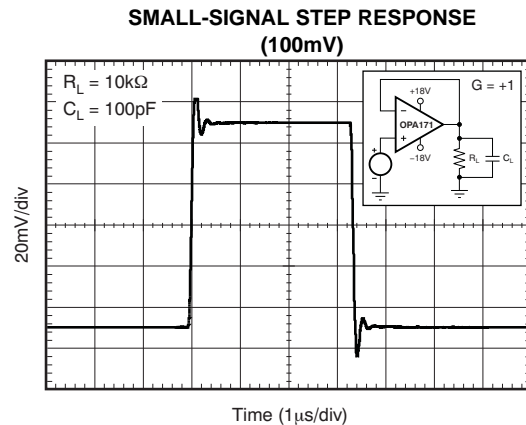 SMALL-SIGNAL STEP RESPONSE
(100mV)
R_L = 10kΩ
C_L = 100pF
G = +1
+18V
−
OPA171
+
−18V
+
−
R_L
C_L
20mV/div
Time (1μs/div)